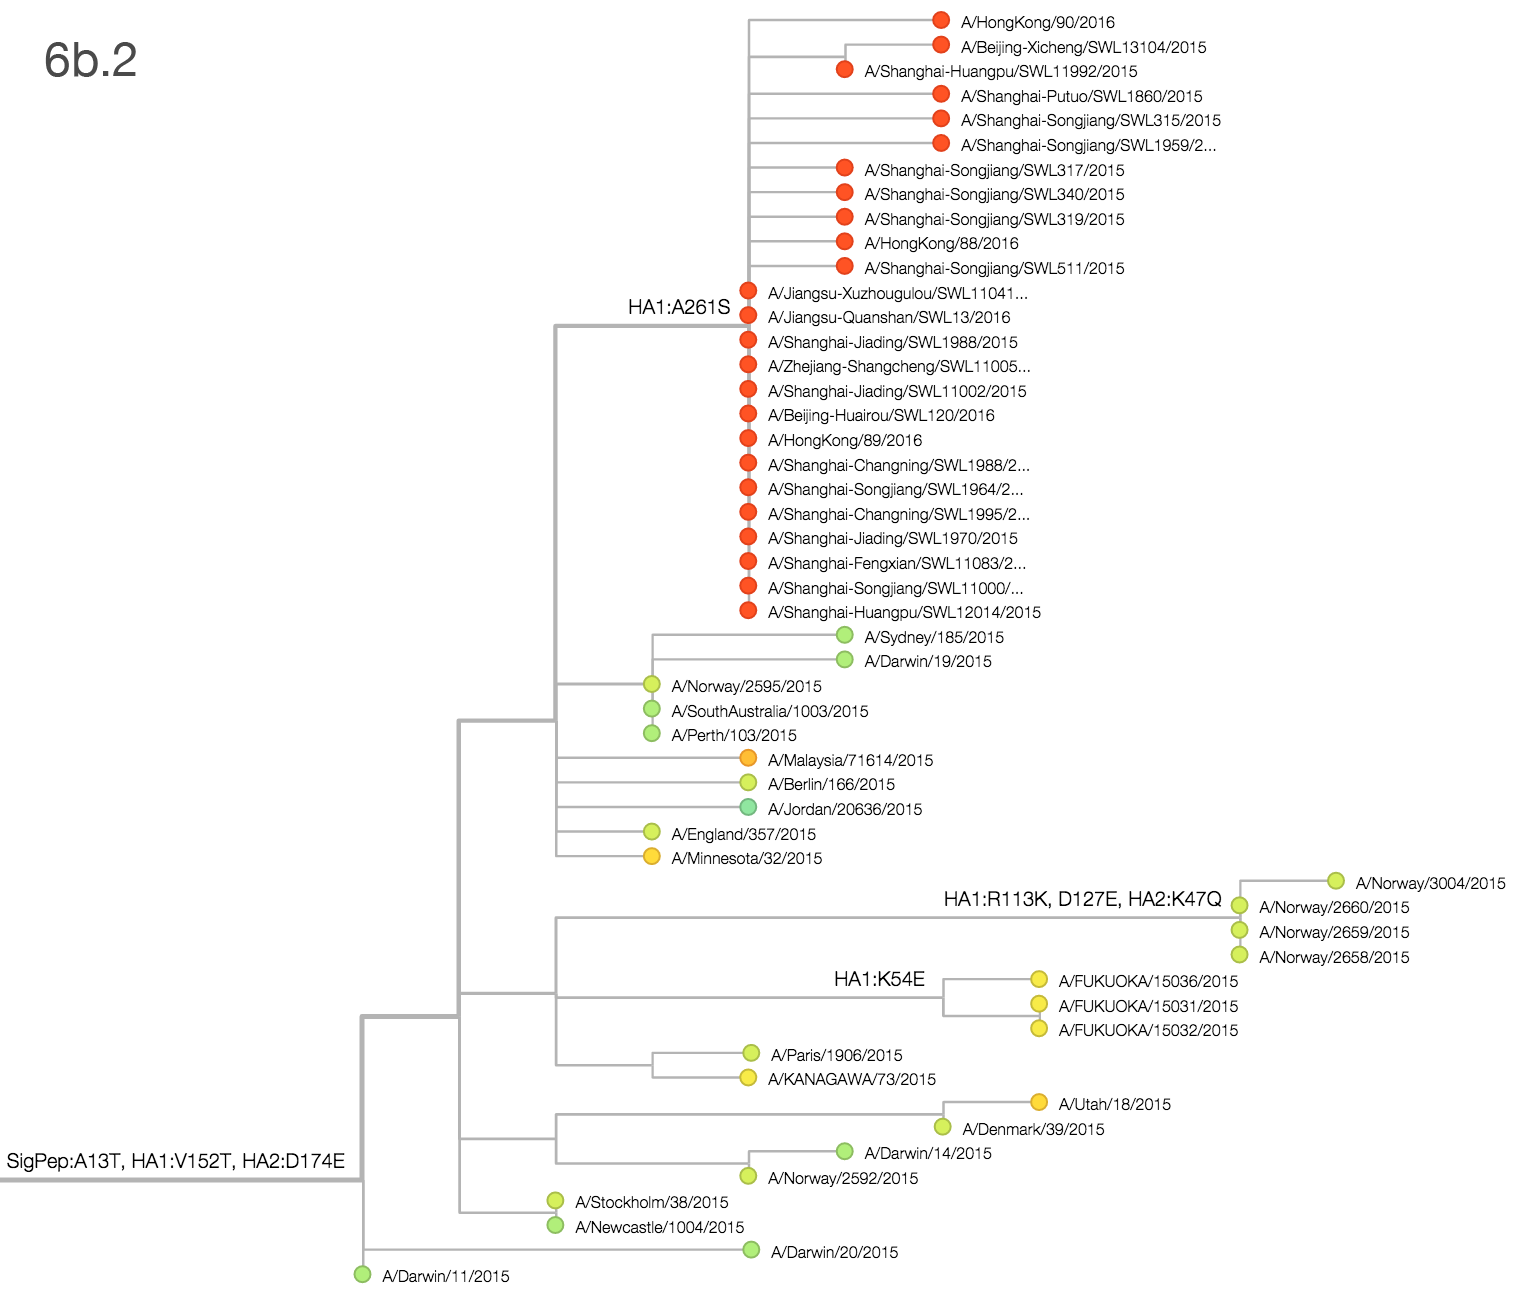 6b.2
A/HongKong/90/2016
A/Beijing-Xicheng/SWL13104/2015
A/Shanghai-Huangpu/SWL11992/2015
A/Shanghai-Putuo/SWL1860/2015
A/Shanghai-Songjiang/SWL315/2015
A/Shanghai-Songjiang/SWL1959/2...
A/Shanghai-Songjiang/SWL317/2015
A/Shanghai-Songjiang/SWL340/2015
A/Shanghai-Songjiang/SWL319/2015
A/HongKong/88/2016
A/Shanghai-Songjiang/SWL511/2015
A/Jiangsu-Xuzhougulou/SWL11041...
HA1:A261S
A/Jiangsu-Quanshan/SWL13/2016
A/Shanghai-Jiading/SWL1988/2015
A/Zhejiang-Shangcheng/SWL11005...
A/Shanghai-Jiading/SWL11002/2015
A/Beijing-Huairou/SWL120/2016
A/HongKong/89/2016
A/Shanghai-Changning/SWL1988/2...
A/Shanghai-Songjiang/SWL1964/2...
A/Shanghai-Changning/SWL1995/2...
A/Shanghai-Jiading/SWL1970/2015
A/Shanghai-Fengxian/SWL11083/2...
A/Shanghai-Songjiang/SWL11000/...
A/Shanghai-Huangpu/SWL12014/2015
A/Sydney/185/2015
A/Darwin/19/2015
A/Norway/2595/2015
A/SouthAustralia/1003/2015
A/Perth/103/2015
A/Malaysia/71614/2015
A/Berlin/166/2015
A/Jordan/20636/2015
A/England/357/2015
A/Minnesota/32/2015
A/Norway/3004/2015
HA1:R113K, D127E, HA2:K47Q
A/Norway/2660/2015
A/Norway/2659/2015
A/Norway/2658/2015
HA1:K54E
A/FUKUOKA/15036/2015
A/FUKUOKA/15031/2015
A/FUKUOKA/15032/2015
A/Paris/1906/2015
A/KANAGAWA/73/2015
A/Utah/18/2015
A/Denmark/39/2015
A/Darwin/14/2015
SigPep:A13T, HA1:V152T, HA2:D174E
A/Norway/2592/2015
A/Stockholm/38/2015
A/Newcastle/1004/2015
A/Darwin/20/2015
A/Darwin/11/2015